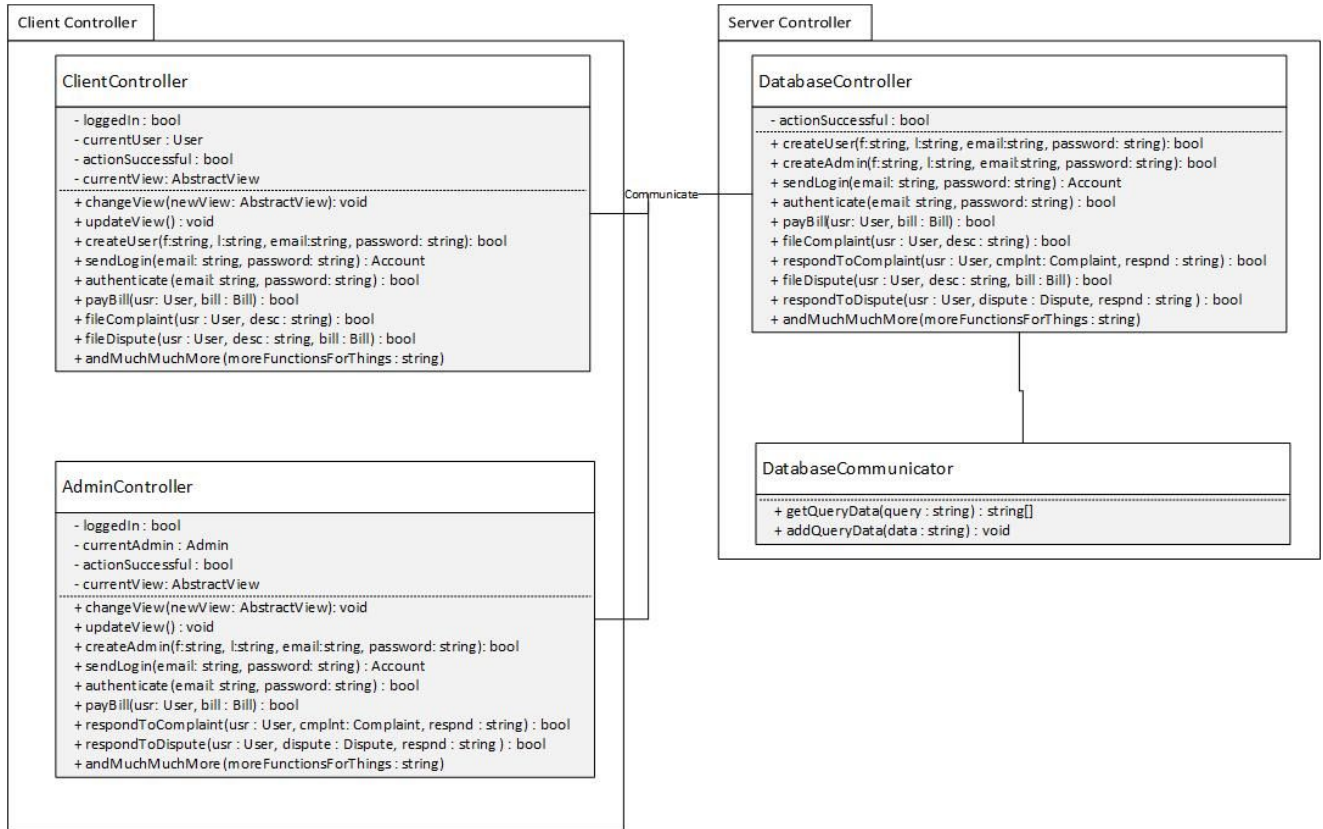 Client Controller
ClientController
- loggedIn : bool
- currentUser : User
- actionSuccessful : bool
- currentView: AbstractView
+ changeView(newView: AbstractView): void
+ updateView() : void
+ createUser(f:string, l:string, email:string, password: string): bool
+ sendLogin(email: string, password: string) : Account
+ authenticate (email: string, password: string) : bool
+ payBill(usr: User, bill : Bill) : bool
+ fileComplaint(usr : User, desc : string) : bool
+ fileDispute(usr : User, desc : string, bill : Bill) : bool
+ andMuchMuchMore (moreFunctionsForThings : string)
AdminController
- loggedIn : bool
- currentAdmin : Admin
- actionSuccessful : bool
- currentView: AbstractView
+ changeView(newView: AbstractView): void
+ updateView() : void
+ createAdmin(f:string, l:string, email:string, password: string): bool
+ sendLogin(email: string, password: string) : Account
+ authenticate (email: string, password: string) : bool
+ payBill(usr: User, bill : Bill) : bool
+ respondToComplaint(usr : User, cmplnt: Complaint, respnd : string) : bool
+ respondToDispute(usr : User, dispute : Dispute, respnd : string ) : bool
+ andMuchMuchMore (moreFunctionsForThings : string)
Communicate
Server Controller
DatabaseController
- actionSuccessful : bool
+ createUser(f:string, l:string, email:string, password: string): bool
+ createAdmin(f:string, l:string, email:string, password: string): bool
+ sendLogin(email: string, password: string) : Account
+ authenticate (email: string, password: string) : bool
+ payBill(usr: User, bill : Bill) : bool
+ fileComplaint(usr : User, desc : string) : bool
+ respondToComplaint(usr : User, cmplnt: Complaint, respnd : string) : bool
+ fileDispute(usr : User, desc : string, bill : Bill) : bool
+ respondToDispute(usr : User, dispute : Dispute, respnd : string ) : bool
+ andMuchMuchMore (moreFunctionsForThings : string)
DatabaseCommunicator
+ getQueryData(query : string) : string[]
+ addQueryData(data : string) : void